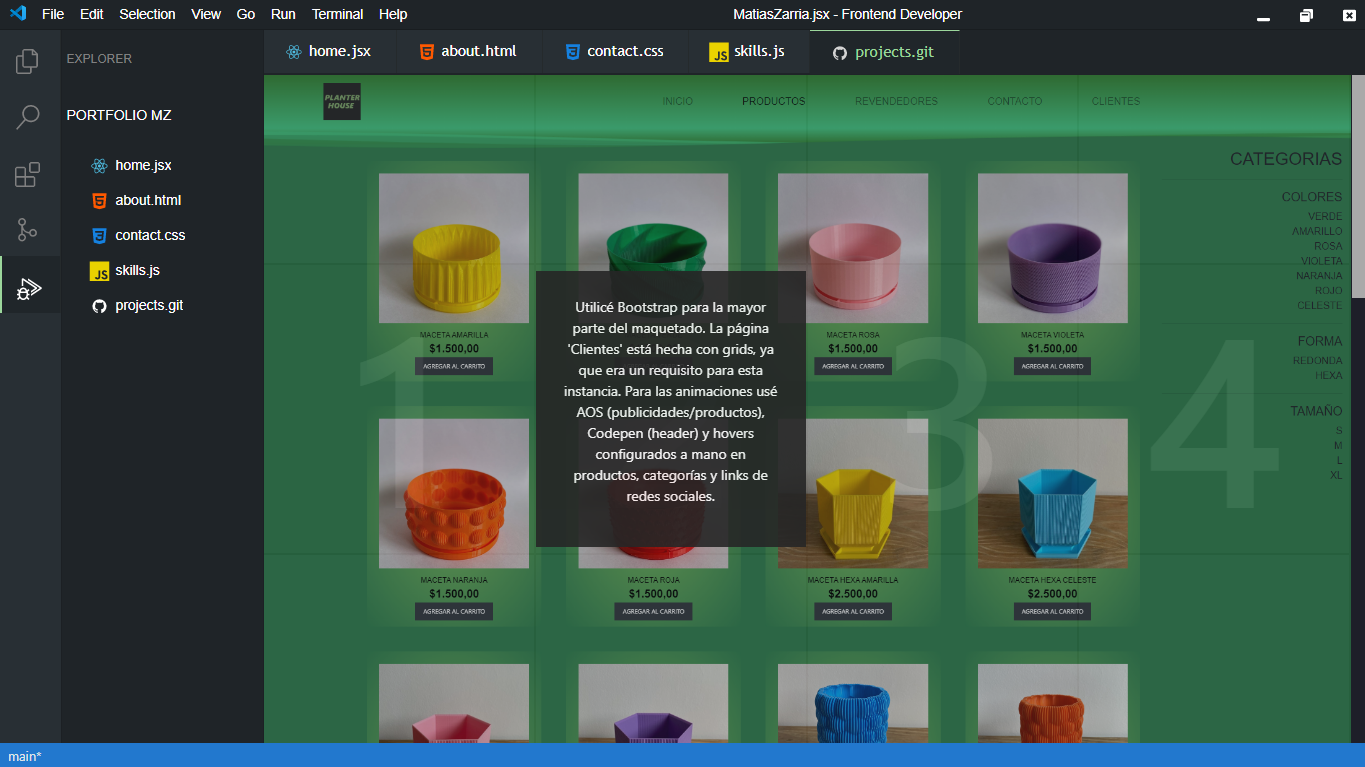 File Edit Selection View Go Run Terminal Help
MatiasZarria.jsx - Frontend Developer
EXPLORER
PORTFOLIO MZ
home.jsx
about.html
contact.css
JS skills.js
projects.git
home.jsx
about.html
contact.css
JS skills.js
projects.git
PLANTER
HOUSE
INICIO PRODUCTOS REVENDEDORES CONTACTO CLIENTES
MACETA AMARILLA
$1.500,00
AGREGAR AL CARRITO
MACETA ROSA
$1.500,00
AGREGAR AL CARRITO
MACETA VIOLETA
$1.500,00
AGREGAR AL CARRITO
Utilicé Bootstrap para la mayor
parte del maquetado. La página
'Clientes' está hecha con grids, ya
que era un requisito para esta
instancia. Para las animaciones usé
AOS (publicidades/productos),
Codepen (header) y hovers
configurados a mano en
productos, categorías y links de
redes sociales.
1
3
4
MACETA NARANJA
$1.500,00
AGREGAR AL CARRITO
MACETA ROJA
$1.500,00
AGREGAR AL CARRITO
MACETA HEXA AMARILLA
$2.500,00
AGREGAR AL CARRITO
MACETA HEXA CELESTE
$2.500,00
AGREGAR AL CARRITO
CATEGORIAS
COLORES
VERDE
AMARILLO
ROSA
VIOLETA
NARANJA
ROJO
CELESTE
FORMA
REDONDA
HEXA
TAMAÑO
S
M
L
XL
main*